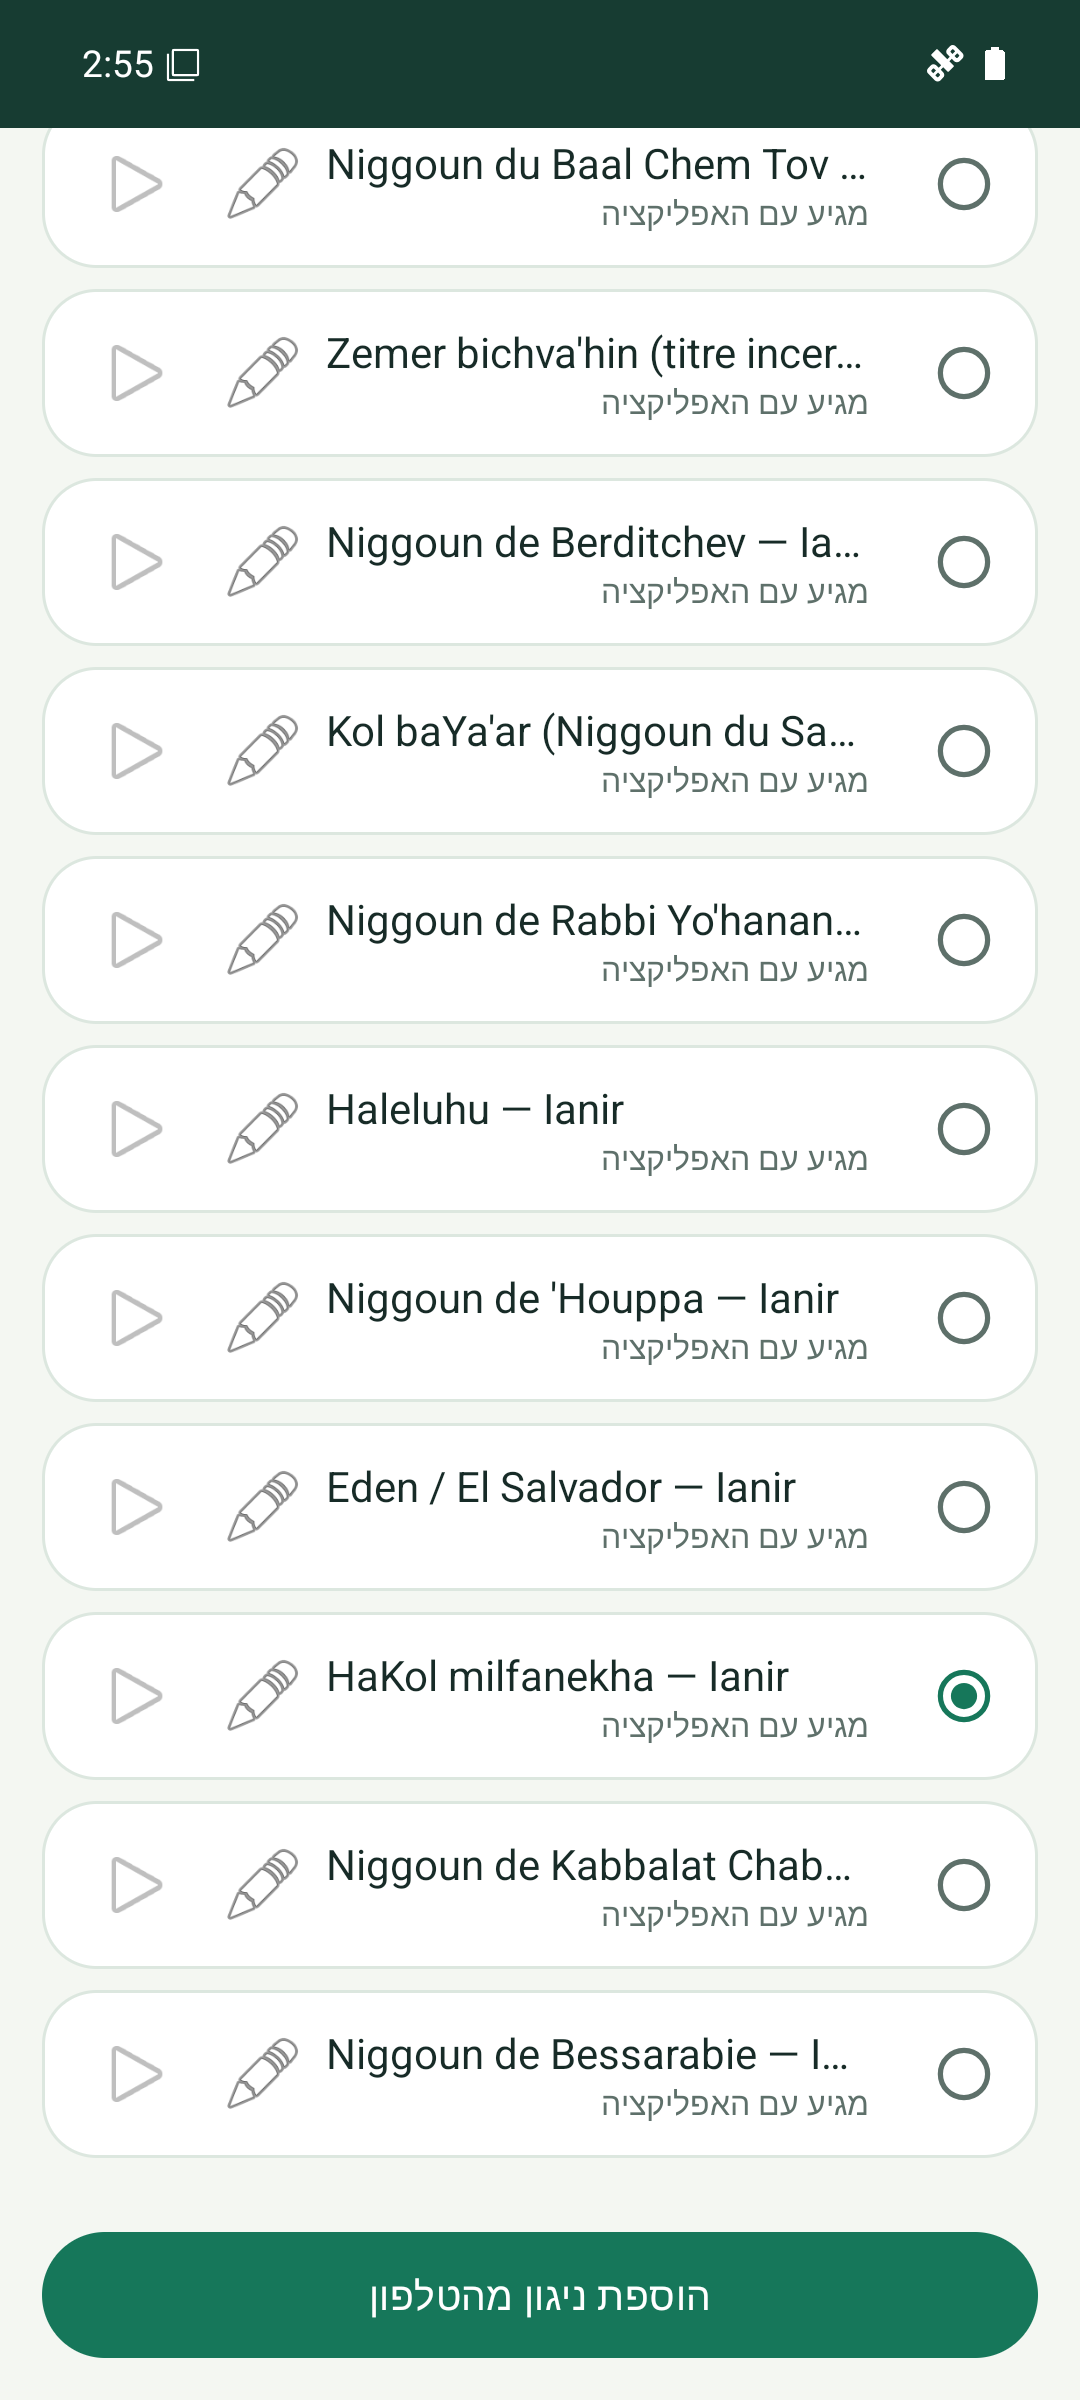 2:55
Niggoun du Baal Chem Tov ...
מגיע עם האפליקציה
Zemer bichva'hin (titre incer...
מגיע עם האפליקציה
Niggoun de Berditchev — Ia...
מגיע עם האפליקציה
Kol baYa'ar (Niggoun du Sa...
מגיע עם האפליקציה
Niggoun de Rabbi Yo'hanan...
מגיע עם האפליקציה
Haleluhu — Ianir
מגיע עם האפליקציה
Niggoun de 'Houppa — Ianir
מגיע עם האפליקציה
Eden / El Salvador — Ianir
מגיע עם האפליקציה
HaKol milfanekha — Ianir
מגיע עם האפליקציה
Niggoun de Kabbalat Chab...
מגיע עם האפליקציה
Niggoun de Bessarabie — I...
מגיע עם האפליקציה
הוספת ניגון מהטלפון